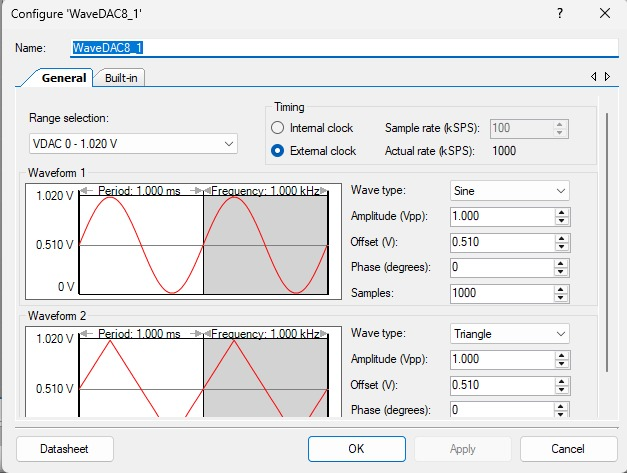 Configure 'WaveDAC8_1'
Name: WaveDAC8_1
General Built-in
Range selection:
VDAC 0 - 1.020 V
Timing
Internal clock Sample rate (kSPS): 100
External clock Actual rate (kSPS): 1000
Waveform 1
Period: 1.000 ms Frequency: 1.000 kHz
1.020 V
0.510 V
0 V
Wave type: Sine
Amplitude (Vpp): 1.000
Offset (V): 0.510
Phase (degrees): 0
Samples: 1000
Waveform 2
Period: 1.000 ms Frequency: 1.000 kHz
1.020 V
0.510 V
Wave type: Triangle
Amplitude (Vpp): 1.000
Offset (V): 0.510
Phase (degrees): 0
Datasheet OK Apply Cancel